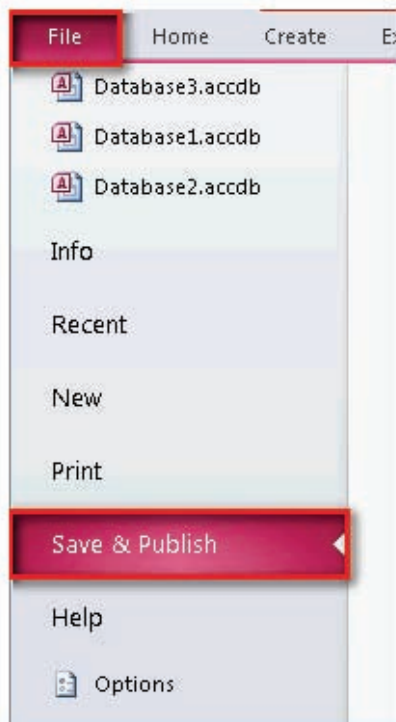 File Home Create
Database3.accdb
Database1.accdb
Database2.accdb
Info
Recent
New
Print
Save & Publish
Help
Options